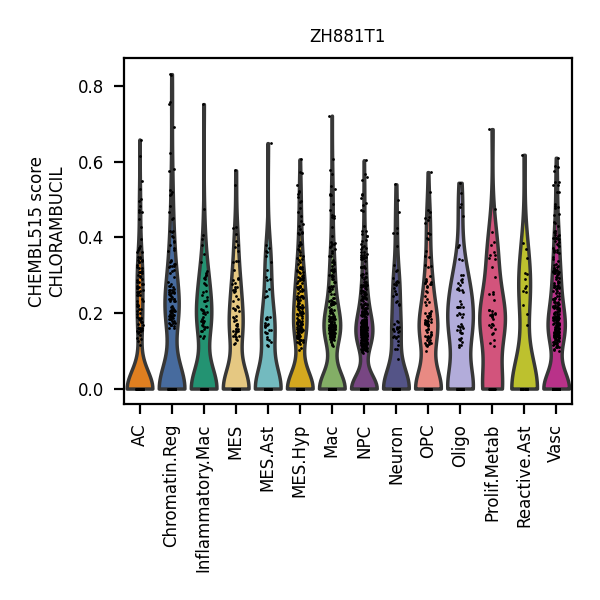 ZH881T1
CHEMBL515 score
CHLORAMBUCIL
0.8
0.6
0.4
0.2
0.0
AC
Chromatin.Reg
Inflammatory.Mac
MES
MES.Ast
MES.Hyp
Mac
NPC
Neuron
OPC
Oligo
Prolif.Metab
Reactive.Ast
Vasc